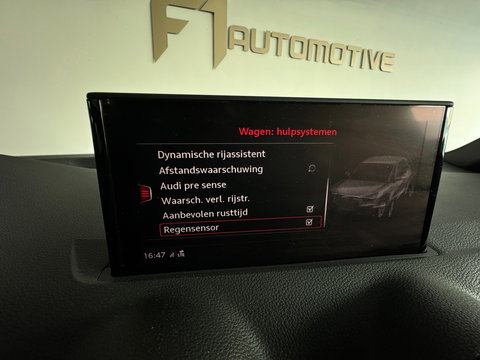 F1 AUTOMOTIVE
Wagen: hulpsystemen
Dynamische rijassistent
Afstandswaarschuwing
Audi pre sense
Waarsch. verl. rijstr.
Aanbevolen rusttijd
Regensensor
16:47